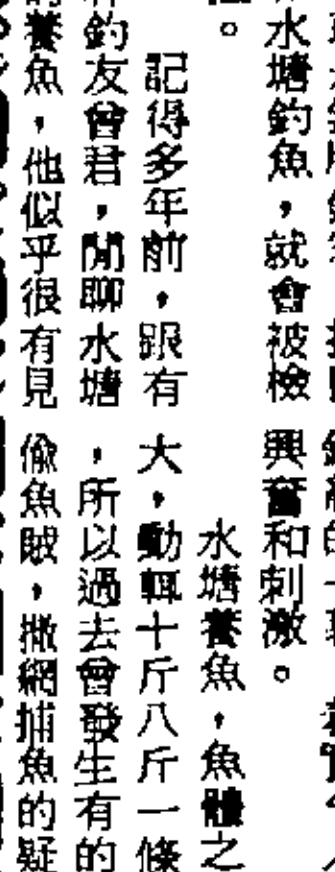 水塘釣魚，就會被檢
。
記得多年前，跟有
釣友曾君，閒聊水塘
養魚，他似乎很有見
興奮和刺激。
水塘養魚，魚體之
大，動輒十斤八斤一條
，所以過去曾發生有的
偷魚賊，撒網捕魚的疑